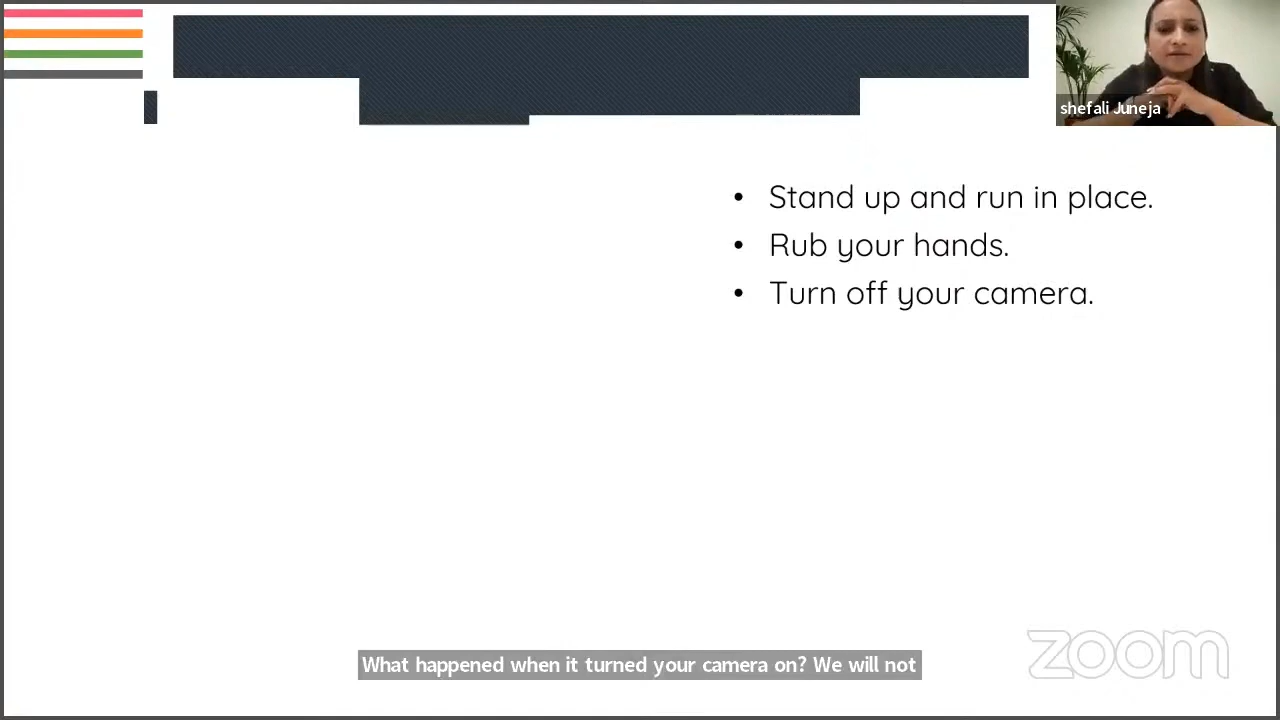 shefali Juneja
• Stand up and run in place.
• Rub your hands.
• Turn off your camera.
What happened when it turned your camera on? We will not
zoom